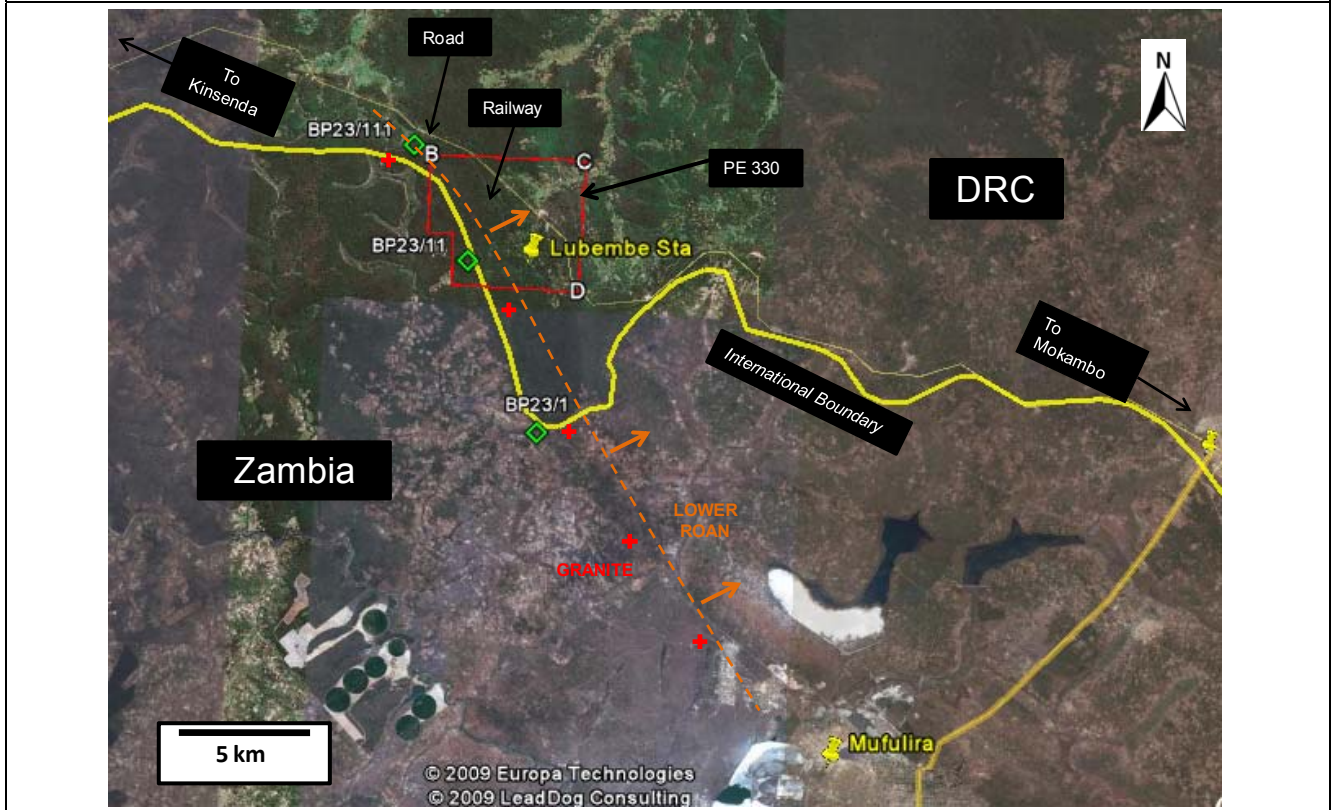 Road
N
To
Kinsenda
Railway
BP23/111
B
C
PE 330
DRC
BP23/11
Lubembe Sta
D
To
Mokambo
International Boundary
BP23/1
Zambia
LOWER
ROAN
GRANITE
5 km
Mufulira
© 2009 Europa Technologies
© 2009 LeadDog Consulting